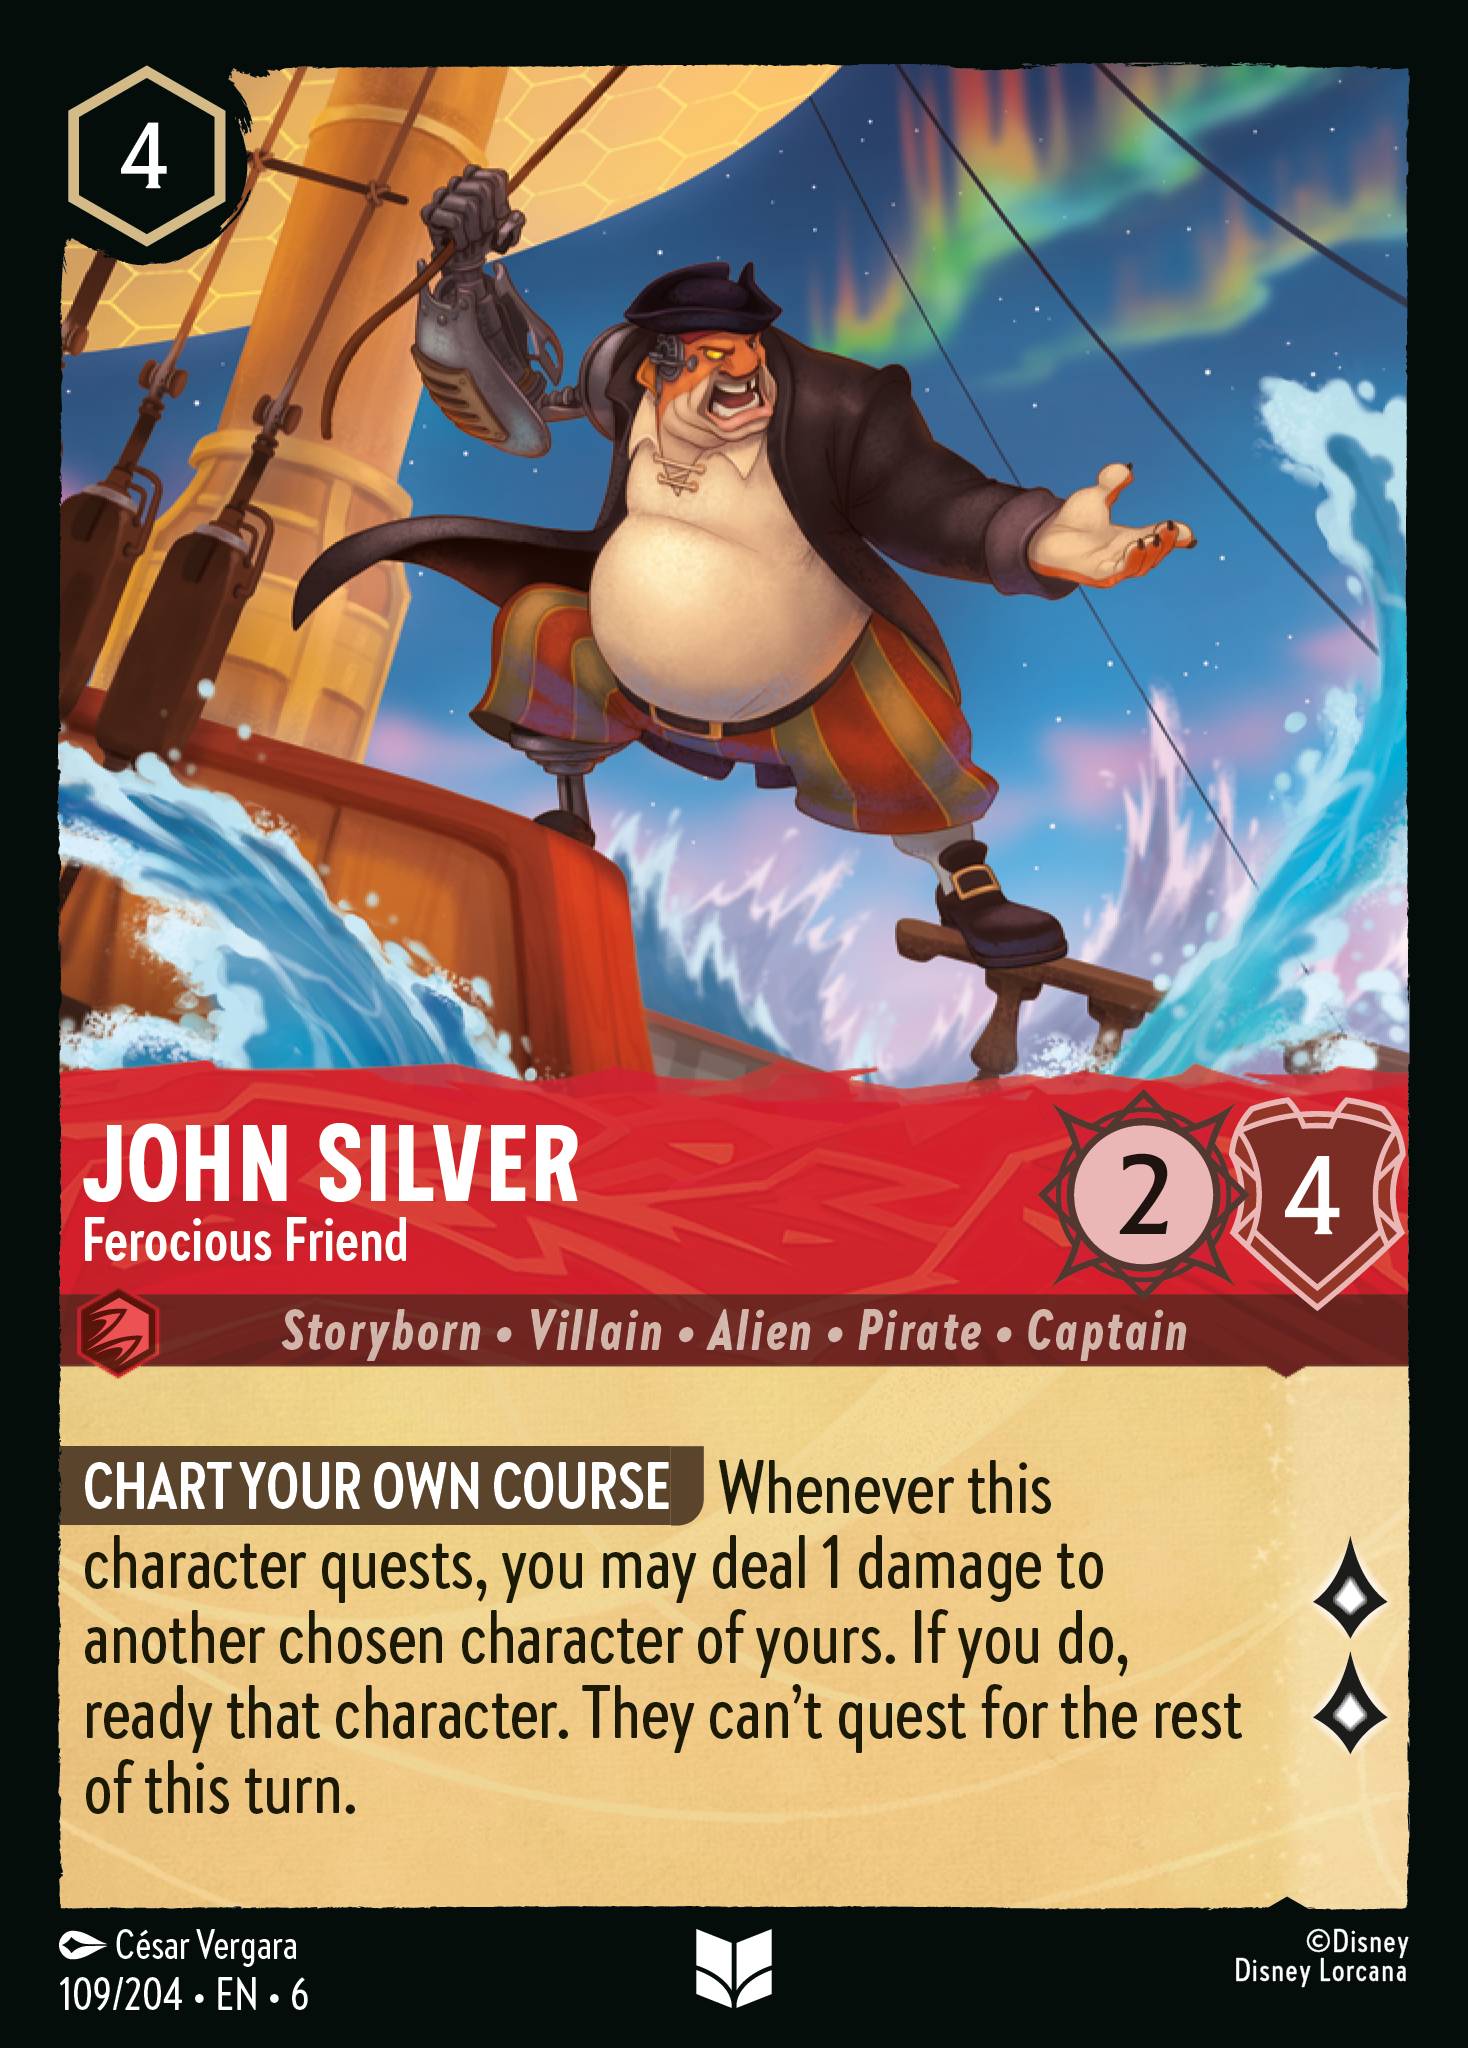 4
JOHN SILVER
Ferocious Friend
2 4
Storyborn • Villain • Alien • Pirate • Captain
CHART YOUR OWN COURSE Whenever this
character quests, you may deal 1 damage to
another chosen character of yours. If you do,
ready that character. They can’t quest for the rest
of this turn.
César Vergara
109/204 • EN • 6
©Disney
Disney Lorcana